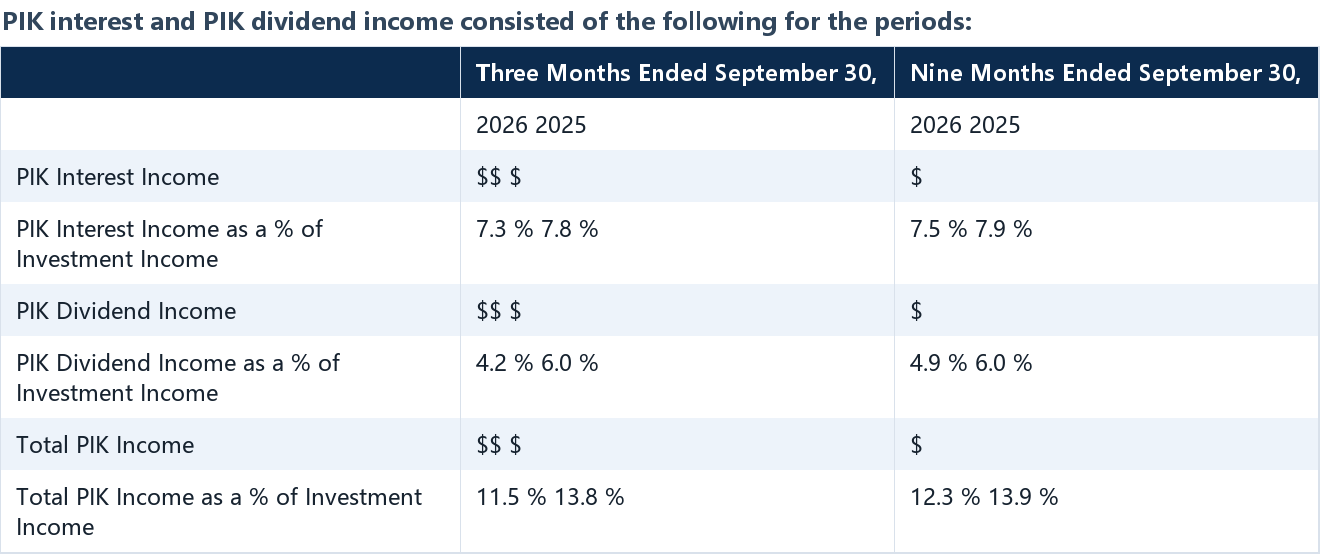 PIK interest and PIK dividend income consisted of the following for the periods:
Three Months Ended September 30, Nine Months Ended September 30,
2026 2025 2026 2025
PIK Interest Income $$ $ $
PIK Interest Income as a % of
Investment Income 7.3 % 7.8 % 7.5 % 7.9 %
PIK Dividend Income $$ $ $
PIK Dividend Income as a % of
Investment Income 4.2 % 6.0 % 4.9 % 6.0 %
Total PIK Income $$ $ $
Total PIK Income as a % of Investment
Income 11.5 % 13.8 % 12.3 % 13.9 %